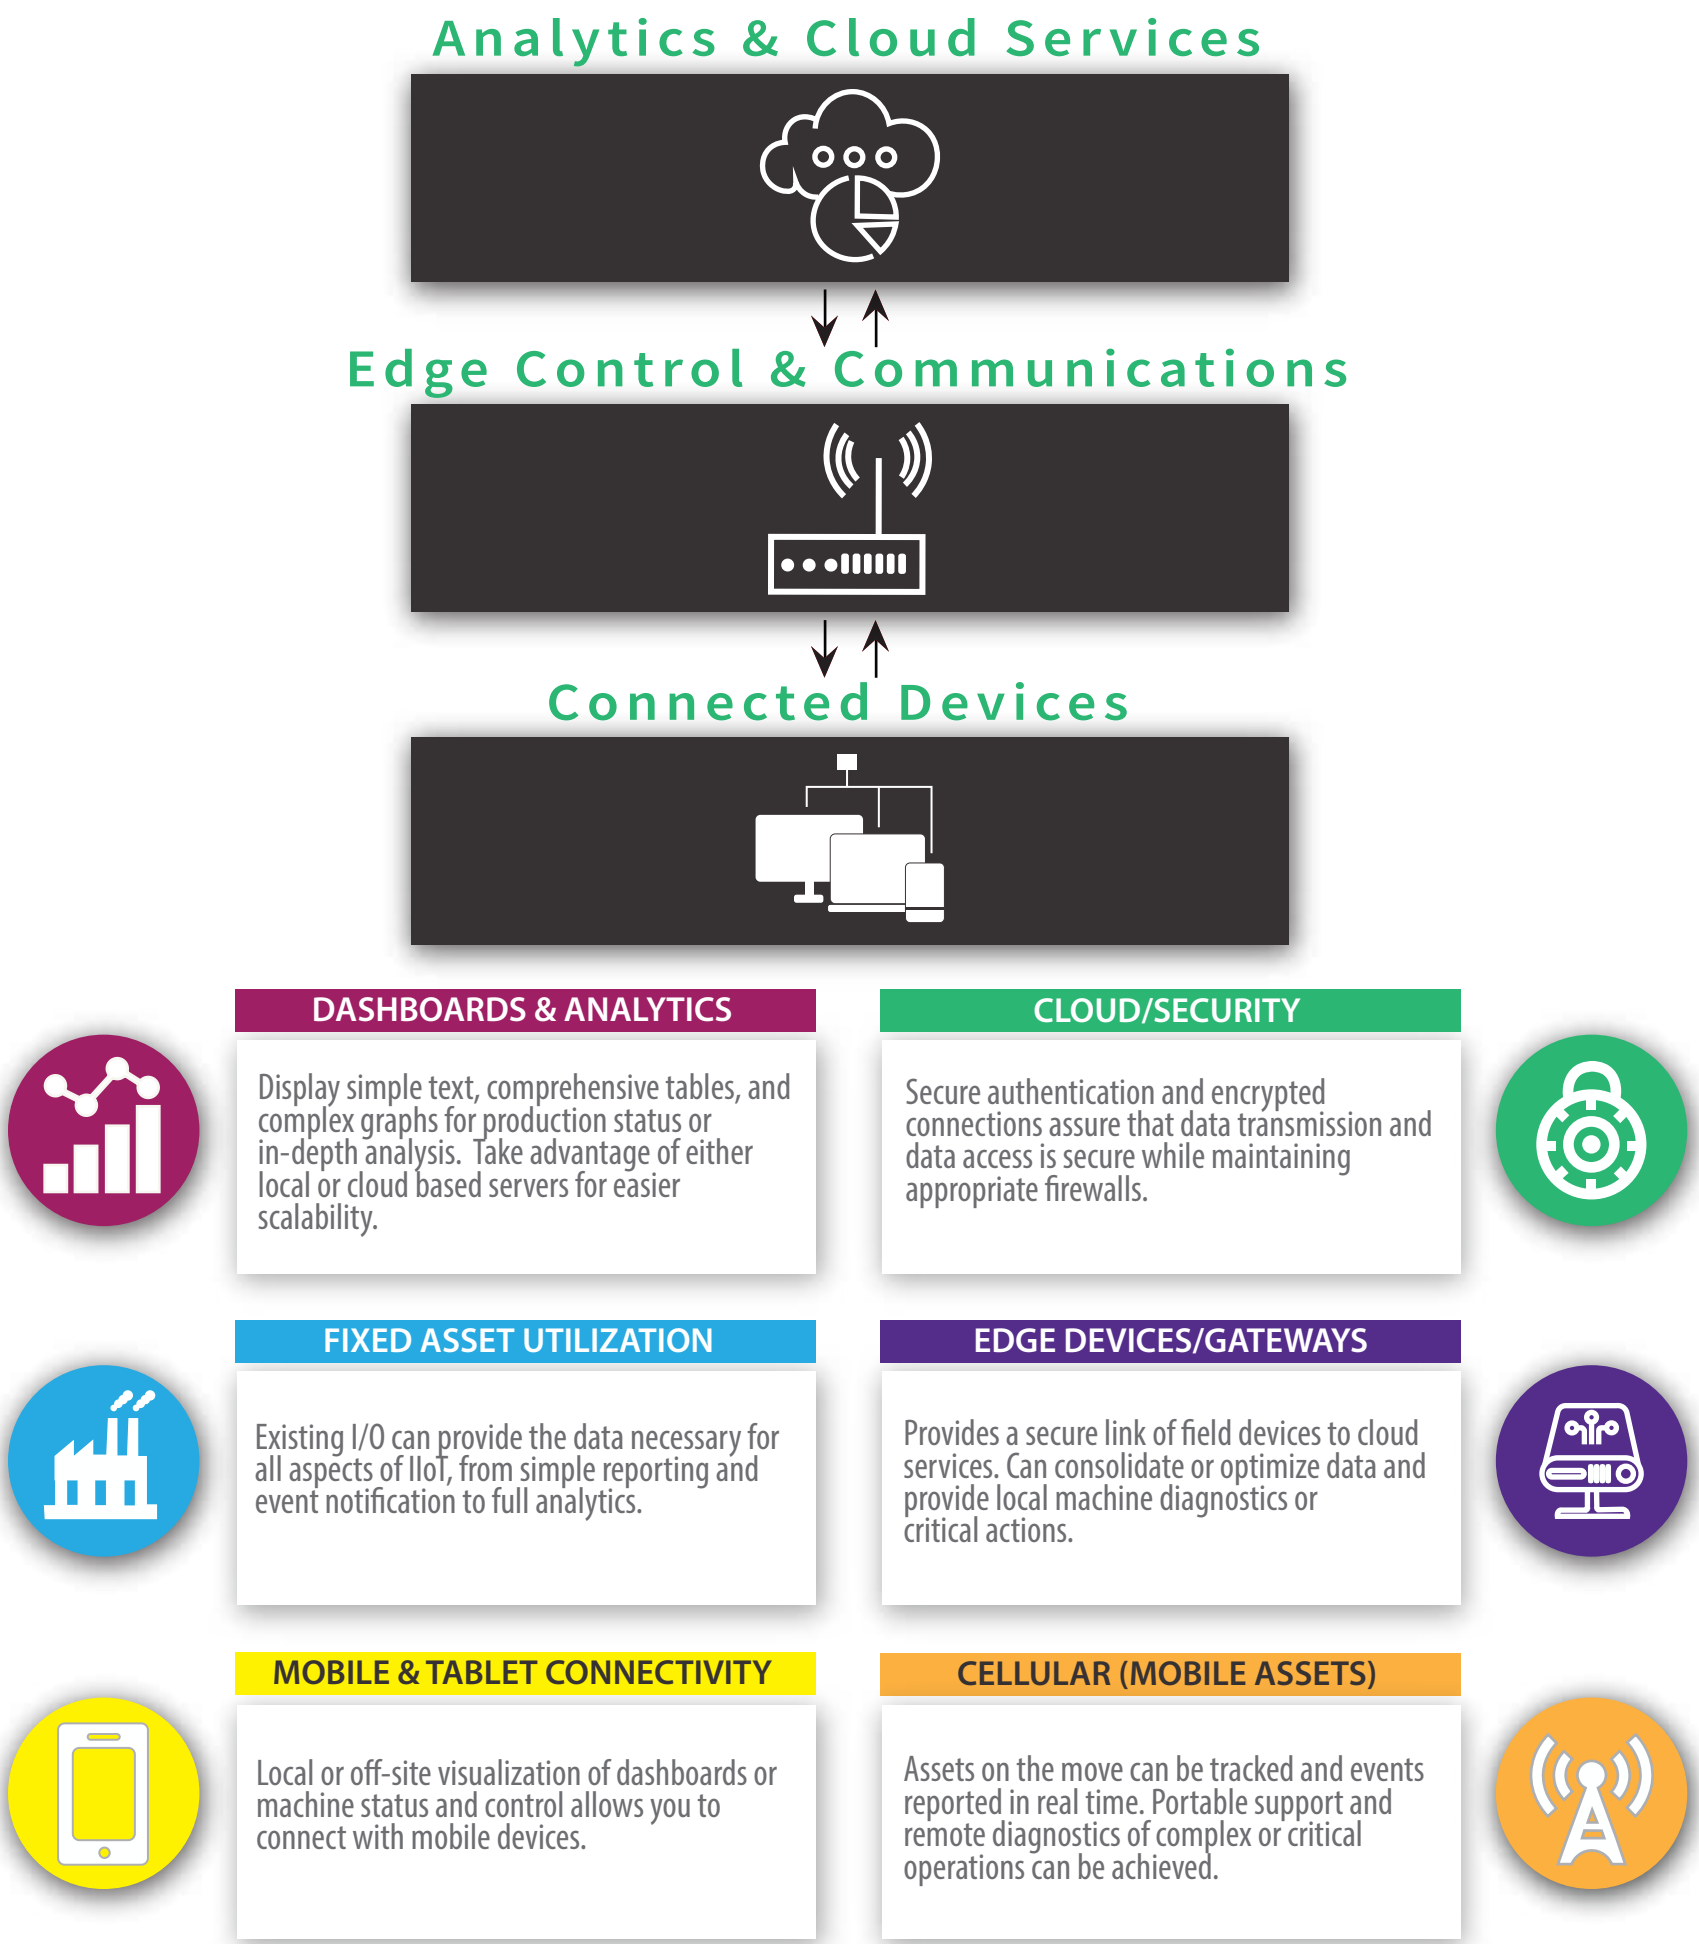 Analytics & Cloud Services
Edge Control & Communications
Connected Devices
DASHBOARDS & ANALYTICS
Display simple text, comprehensive tables, and
complex graphs for production status or
in-depth analysis.  Take advantage of either
local or cloud based servers for easier
scalability.
CLOUD/SECURITY
Secure authentication and encrypted
connections assure that data transmission and
data access is secure while maintaining
appropriate firewalls.
FIXED ASSET UTILIZATION
Existing I/O can provide the data necessary for
all aspects of IIoT, from simple reporting and
event notification to full analytics.
EDGE DEVICES/GATEWAYS
Provides a secure link of field devices to cloud
services. Can consolidate or optimize data and
provide local machine diagnostics or
critical actions.
MOBILE & TABLET CONNECTIVITY
Local or off-site visualization of dashboards or
machine status and control allows you to
connect with mobile devices.
CELLULAR (MOBILE ASSETS)
Assets on the move can be tracked and events
reported in real time. Portable support and
remote diagnostics of complex or critical
operations can be achieved.